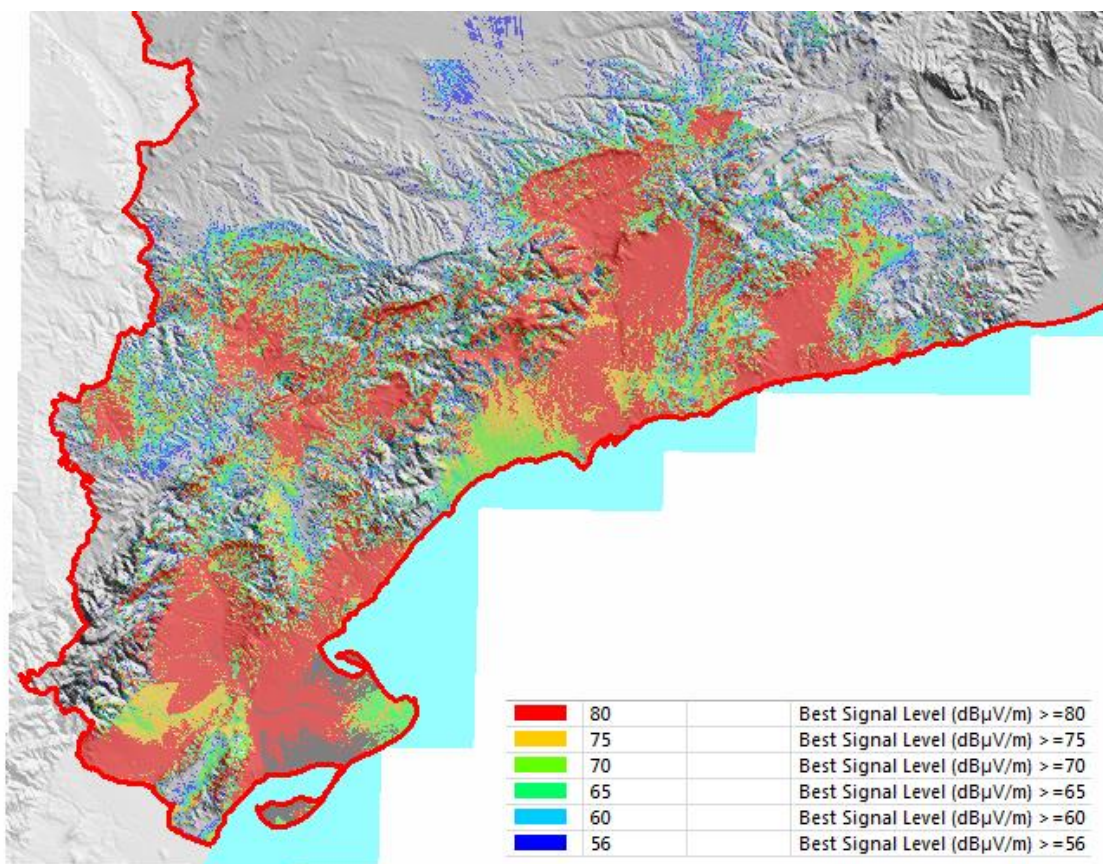 80 Best Signal Level (dBµV/m) >=80
75 Best Signal Level (dBµV/m) >=75
70 Best Signal Level (dBµV/m) >=70
65 Best Signal Level (dBµV/m) >=65
60 Best Signal Level (dBµV/m) >=60
56 Best Signal Level (dBµV/m) >=56